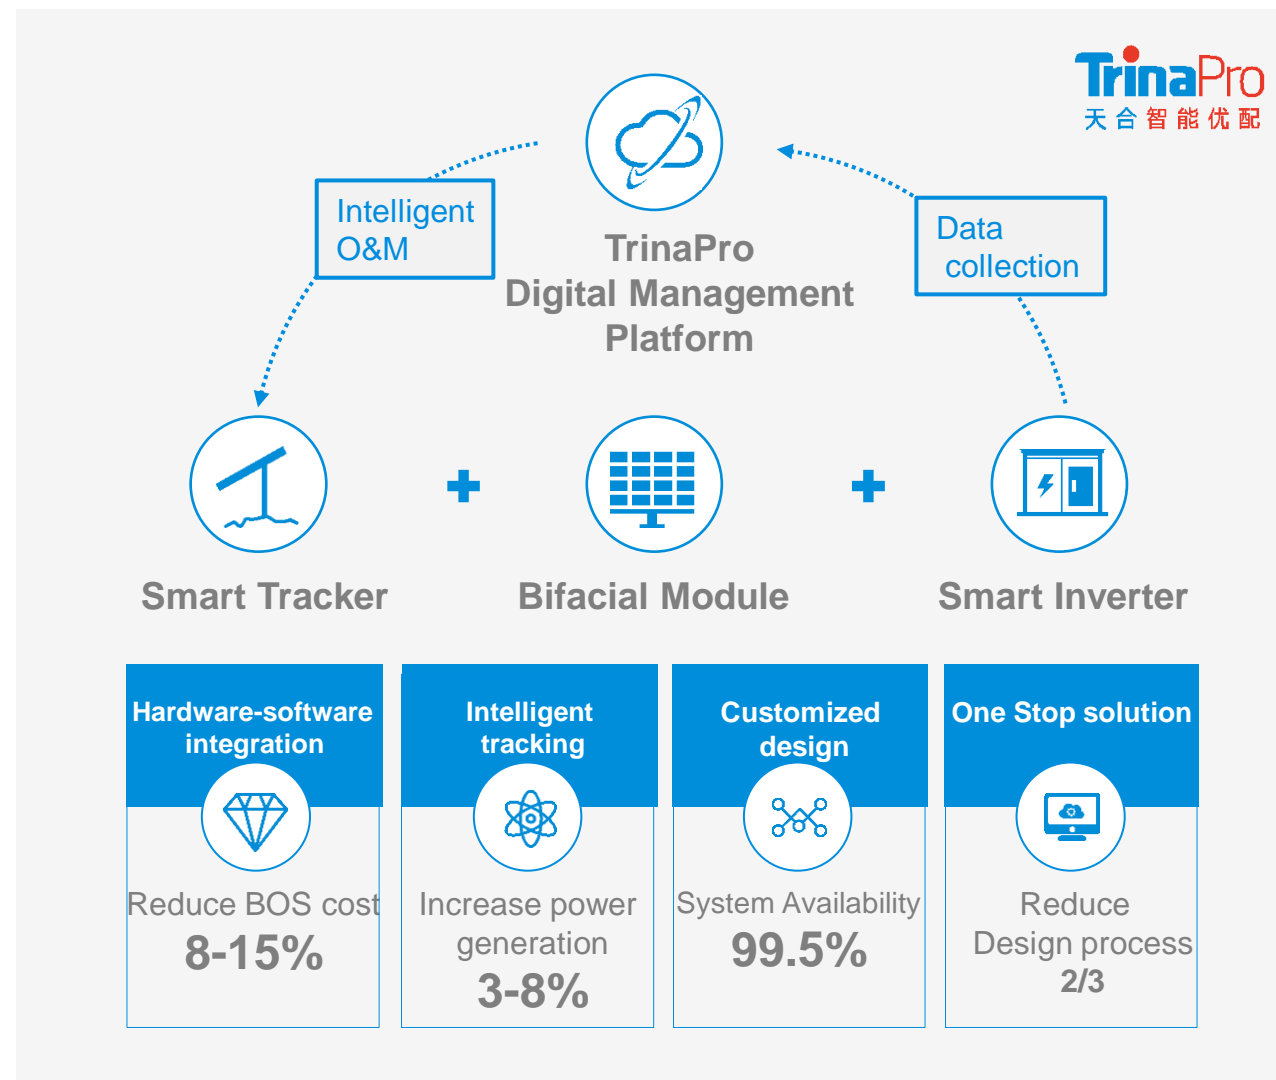 TrinaPro
天合智能优配
Intelligent
O&M
Data
collection
TrinaPro
Digital Management
Platform
Smart Tracker
Bifacial Module
Smart Inverter
Hardware-software
integration
Reduce BOS cost
8-15%
Intelligent
tracking
Increase power
generation
3-8%
Customized
design
System Availability
99.5%
One Stop solution
Reduce
Design process
2/3